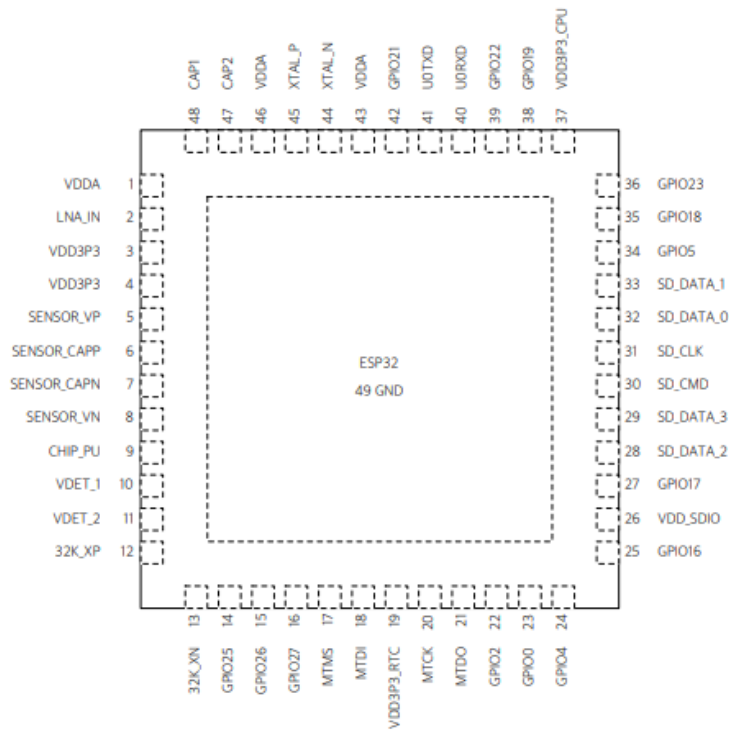 CAP1
CAP2
VDDA
XTAL_P
XTAL_N
VDDA
GPIO21
U0TXD
U0RXD
GPIO22
GPIO19
VDD3P3_CPU
48
47
46
45
44
43
42
41
40
39
38
37
VDDA 1
LNA_IN 2
VDD3P3 3
VDD3P3 4
SENSOR_VP 5
SENSOR_CAPP 6
SENSOR_CAPN 7
SENSOR_VN 8
CHIP_PU 9
VDET_1 10
VDET_2 11
32K_XP 12
ESP32
49 GND
36 GPIO23
35 GPIO18
34 GPIO5
33 SD_DATA_1
32 SD_DATA_0
31 SD_CLK
30 SD_CMD
29 SD_DATA_3
28 SD_DATA_2
27 GPIO17
26 VDD_SDIO
25 GPIO16
13
14
15
16
17
18
19
20
21
22
23
24
32K_XN
GPIO25
GPIO26
GPIO27
MTMS
MTDI
VDD3P3_RTC
MTCK
MTDO
GPIO2
GPIO0
GPIO4